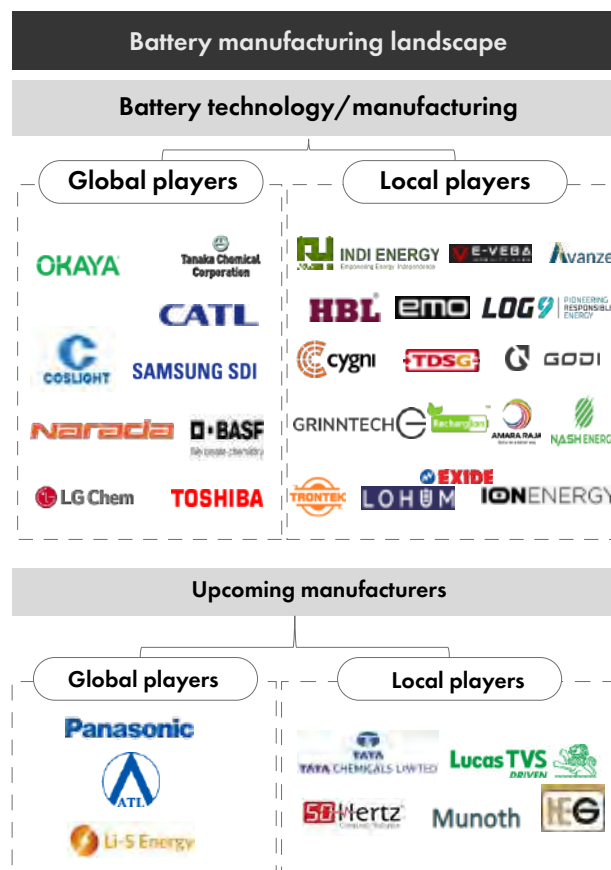 Battery manufacturing landscape
Battery technology/manufacturing
Global players
Local players
OKAYA
Tanaka Chemical
Corporation
CATL
COSLIGHT
SAMSUNG SDI
Narada
BASF
We create chemistry
LG Chem
TOSHIBA
INDI ENERGY
Empowering Energy Independence
E-VEGA
Avanze
HBL
emo
LOG9
PIONEERING
RESPONSIBLE
ENERGY
cygni
TDSG
GODI
GRINNTECH
Rechargion
AMARA RAJA
NASH ENERG
TRONTEK
EXIDE
LOHUM
IONENERGY
Upcoming manufacturers
Global players
Local players
Panasonic
ATL
Li-S Energy
TATA
TATA CHEMICALS LIMITED
Lucas TVS
DRIVEN
50Hertz
Munoth
HEG